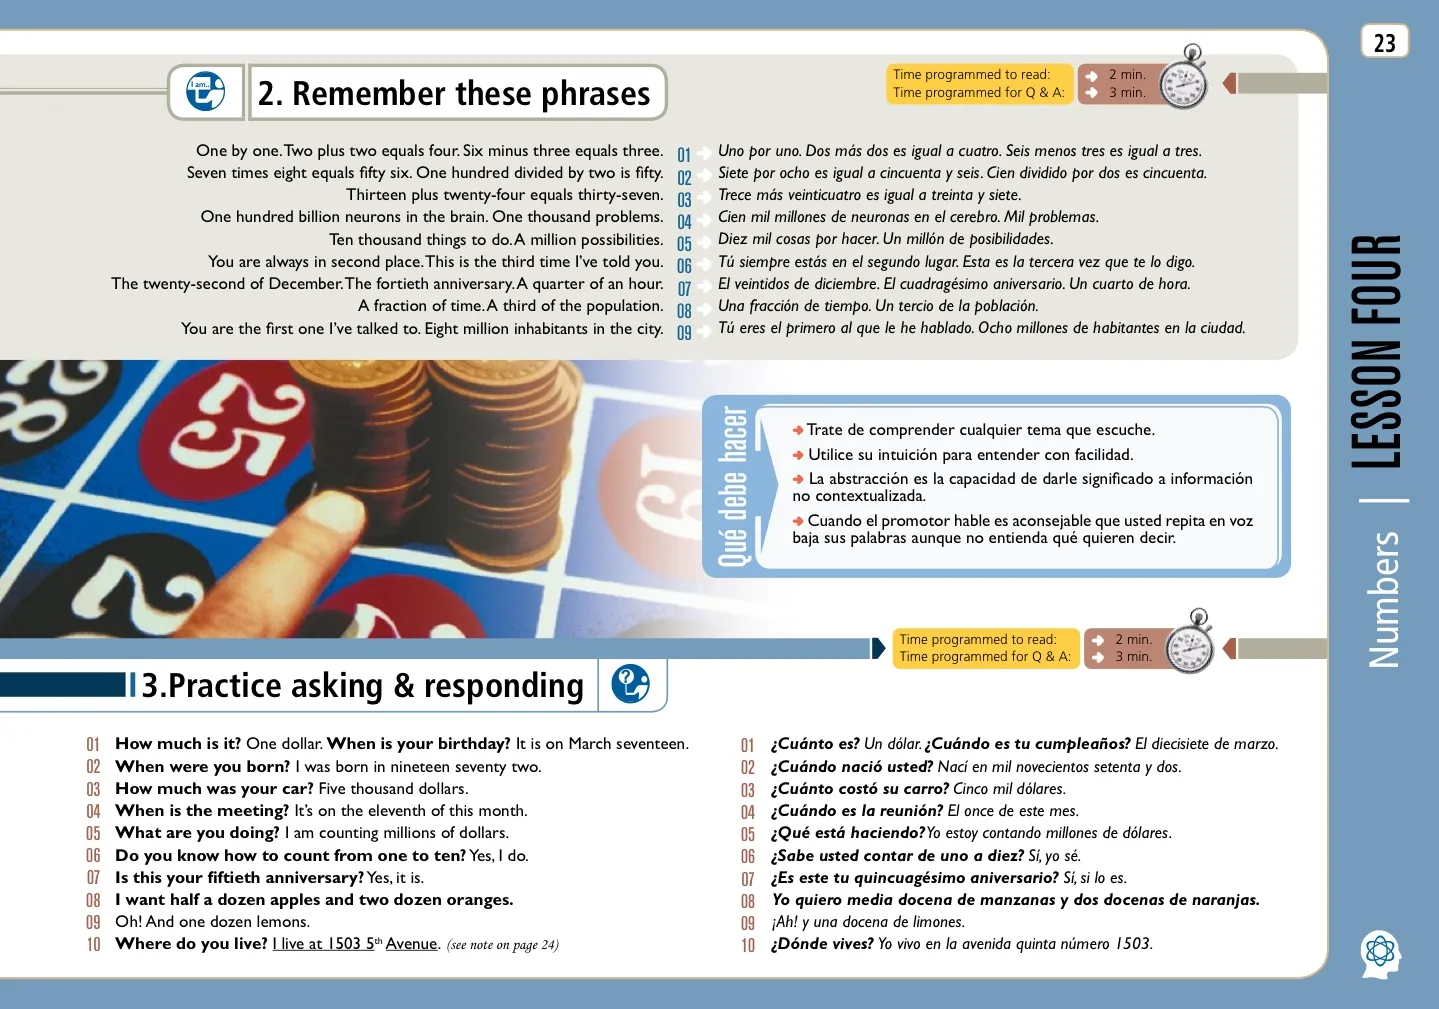 23
I am...
2. Remember these phrases
Time programmed to read: 2 min.
Time programmed for Q & A: 3 min.
One by one. Two plus two equals four. Six minus three equals three. 01 Uno por uno. Dos más dos es igual a cuatro. Seis menos tres es igual a tres.
Seven times eight equals fifty six. One hundred divided by two is fifty. 02 Siete por ocho es igual a cincuenta y seis. Cien dividido por dos es cincuenta.
Thirteen plus twenty-four equals thirty-seven. 03 Trece más veinticuatro es igual a treinta y siete.
One hundred billion neurons in the brain. One thousand problems. 04 Cien mil millones de neuronas en el cerebro. Mil problemas.
Ten thousand things to do. A million possibilities. 05 Diez mil cosas por hacer. Un millón de posibilidades.
You are always in second place. This is the third time I've told you. 06 Tú siempre estás en el segundo lugar. Esta es la tercera vez que te lo digo.
The twenty-second of December. The fortieth anniversary. A quarter of an hour. 07 El veintidos de diciembre. El cuadragésimo aniversario. Un cuarto de hora.
A fraction of time. A third of the population. 08 Una fracción de tiempo. Un tercio de la población.
You are the first one I've talked to. Eight million inhabitants in the city. 09 Tú eres el primero al que le he hablado. Ocho millones de habitantes en la ciudad.
28
25
19
22
Qué debe hacer
Trate de comprender cualquier tema que escuche.
Utilice su intuición para entender con facilidad.
La abstracción es la capacidad de darle significado a información
no contextualizada.
Cuando el promotor hable es aconsejable que usted repita en voz
baja sus palabras aunque no entienda qué quieren decir.
LESSON FOUR
Numbers
Time programmed to read: 2 min.
Time programmed for Q & A: 3 min.
3.Practice asking & responding
?
01 How much is it? One dollar. When is your birthday? It is on March seventeen.
02 When were you born? I was born in nineteen seventy two.
03 How much was your car? Five thousand dollars.
04 When is the meeting? It's on the eleventh of this month.
05 What are you doing? I am counting millions of dollars.
06 Do you know how to count from one to ten? Yes, I do.
07 Is this your fiftieth anniversary? Yes, it is.
08 I want half a dozen apples and two dozen oranges.
09 Oh! And one dozen lemons.
10 Where do you live? I live at 1503 5th Avenue. (see note on page 24)
01 ¿Cuánto es? Un dólar. ¿Cuándo es tu cumpleaños? El diecisiete de marzo.
02 ¿Cuándo nació usted? Nací en mil novecientos setenta y dos.
03 ¿Cuánto costó su carro? Cinco mil dólares.
04 ¿Cuándo es la reunión? El once de este mes.
05 ¿Qué está haciendo? Yo estoy contando millones de dólares.
06 ¿Sabe usted contar de uno a diez? Sí, yo sé.
07 ¿Es este tu quincuagésimo aniversario? Sí, si lo es.
08 Yo quiero media docena de manzanas y dos docenas de naranjas.
09 ¡Ah! y una docena de limones.
10 ¿Dónde vives? Yo vivo en la avenida quinta número 1503.